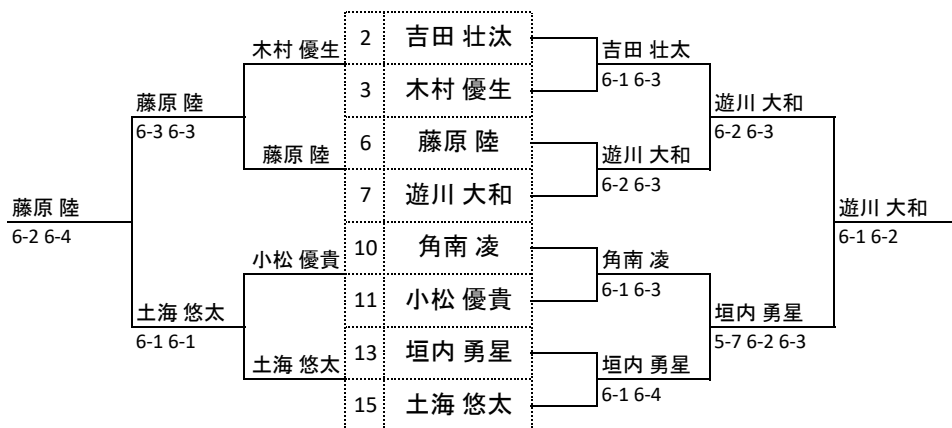 木村 優生
藤原 陸
6-3 6-3
藤原 陸
藤原 陸
6-2 6-4
小松 優貴
土海 悠太
6-1 6-1
土海 悠太
2 吉田 壮汰
3 木村 優生
6 藤原 陸
7 遊川 大和
10 角南 凌
11 小松 優貴
13 垣内 勇星
15 土海 悠太
吉田 壮太
6-1 6-3
遊川 大和
6-2 6-3
遊川 大和
6-2 6-3
遊川 大和
6-1 6-2
角南 凌
6-1 6-3
垣内 勇星
5-7 6-2 6-3
垣内 勇星
6-1 6-4